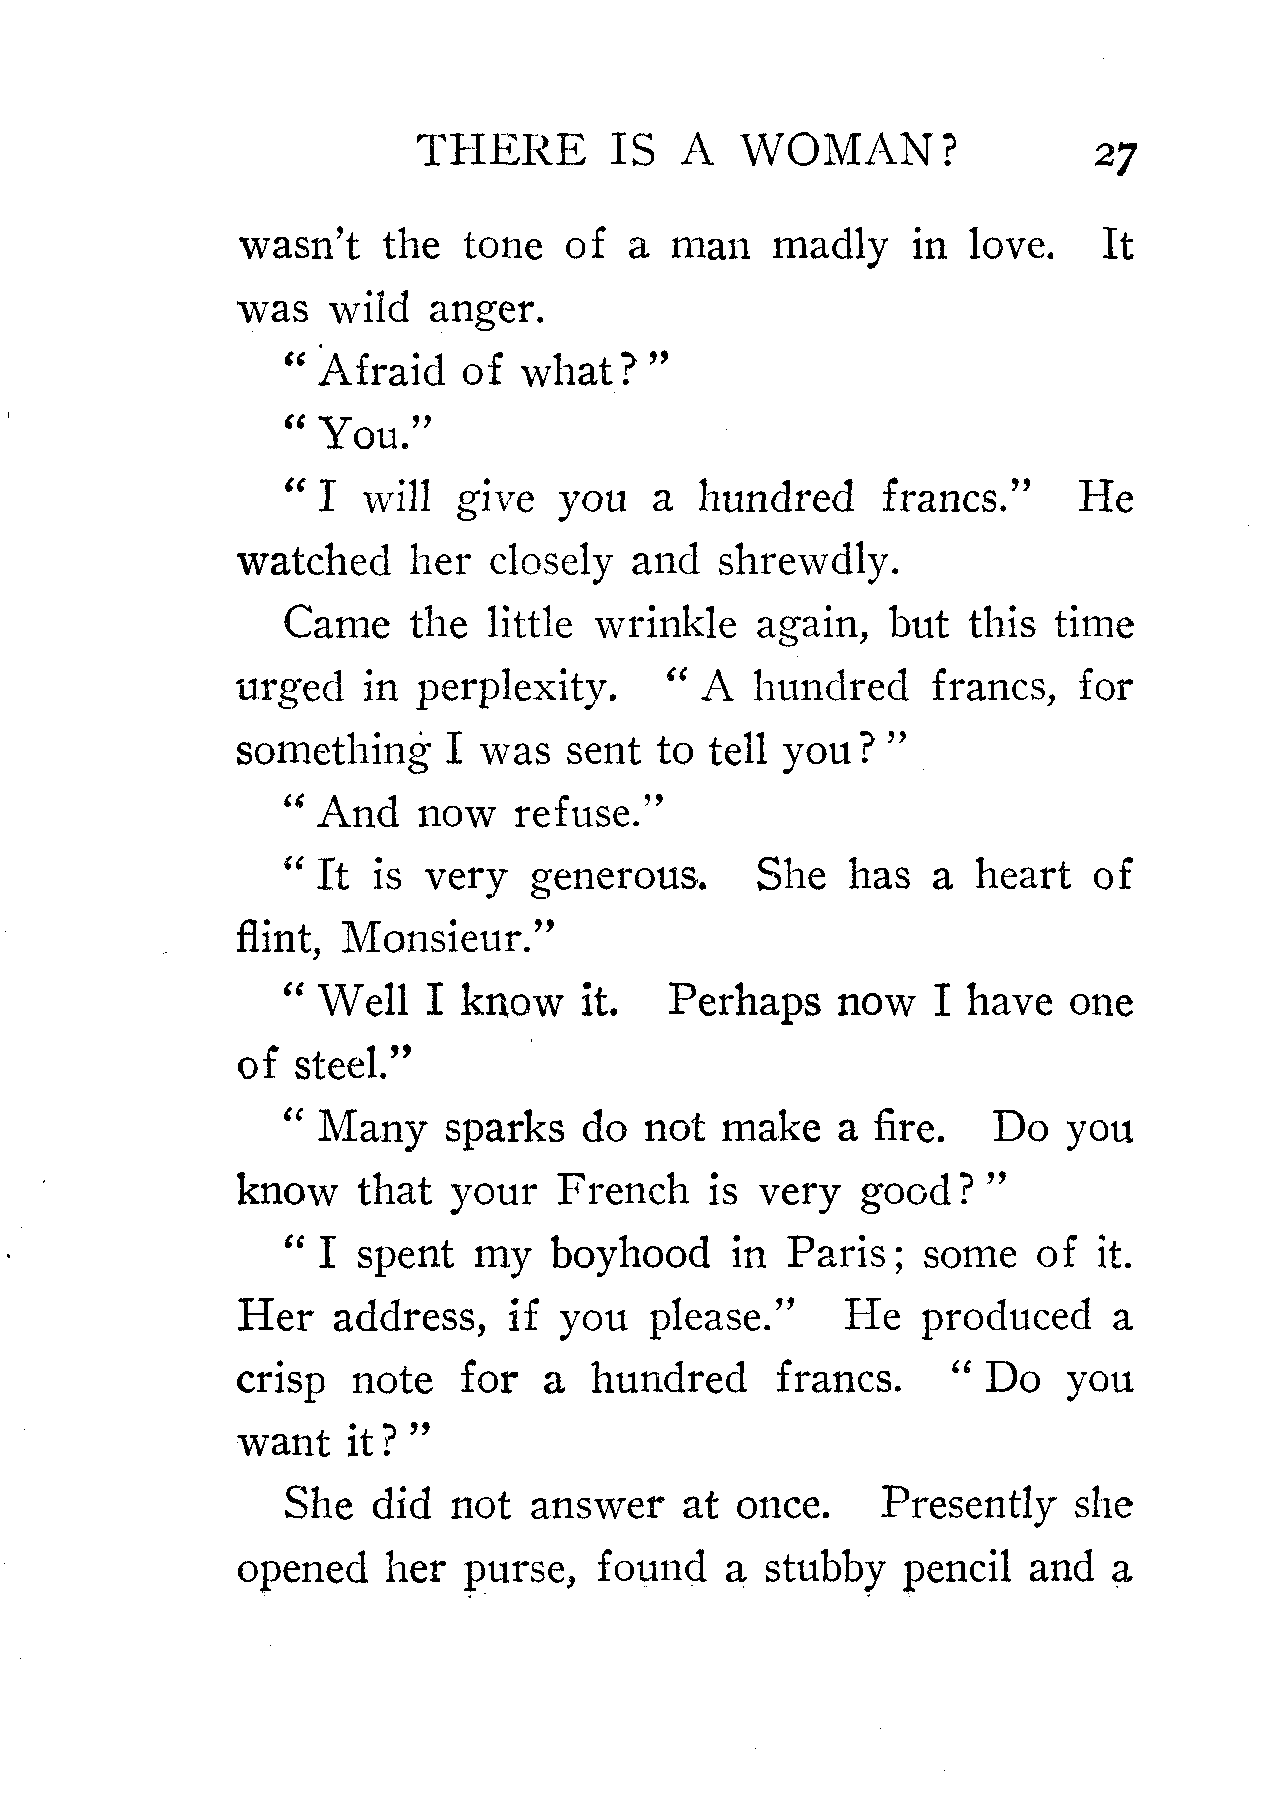 THERE IS A WOMAN? 27
wasn't the tone of a man madly in love. It
was wild anger.
“ Afraid of what? ”
“ You.”
“ I will give you a hundred francs.” He
watched her closely and shrewdly.
Came the little wrinkle again, but this time
urged in perplexity. “ A hundred francs, for
something I was sent to tell you? ”
“ And now refuse.”
“ It is very generous. She has a heart of
flint, Monsieur.”
“ Well I know it. Perhaps now I have one
of steel.”
“ Many sparks do not make a fire. Do you
know that your French is very good? ”
“ I spent my boyhood in Paris; some of it.
Her address, if you please.” He produced a
crisp note for a hundred francs. “ Do you
want it? ”
She did not answer at once. Presently she
opened her purse, found a stubby pencil and a